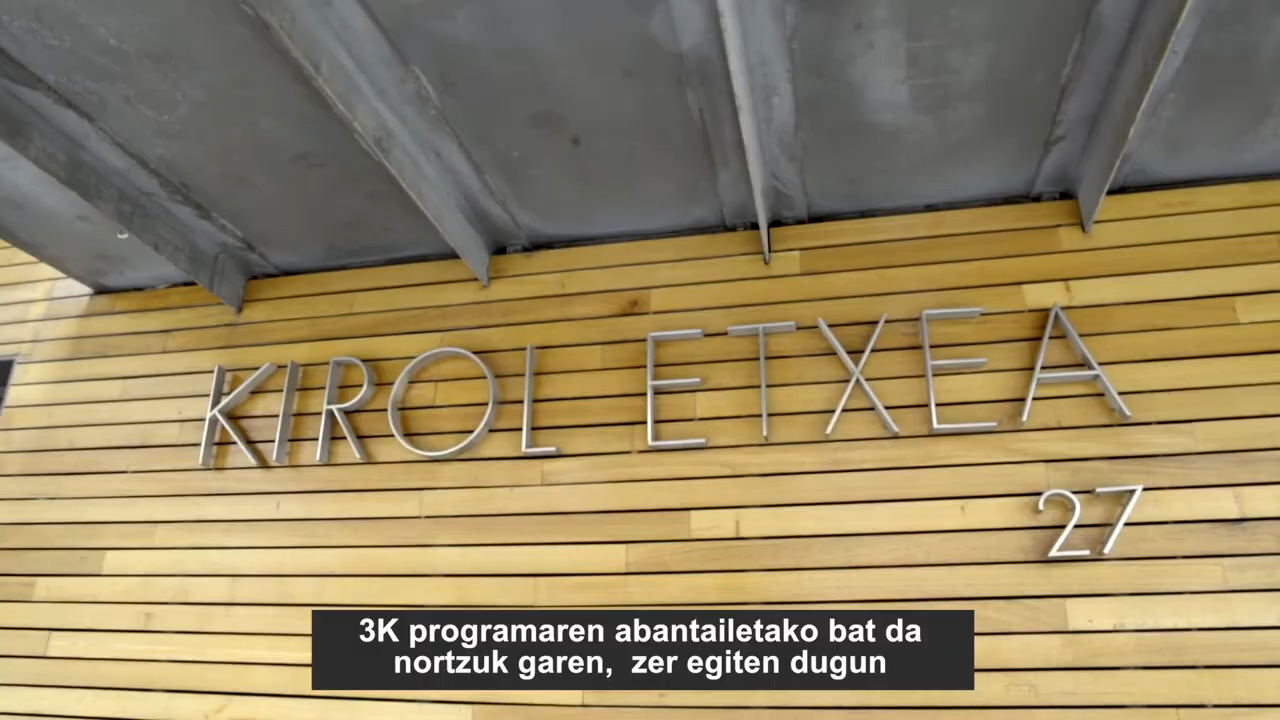 KIROL ETXEA
27
3K programaren abantailetako bat da
nortzuk garen,  zer egiten dugun